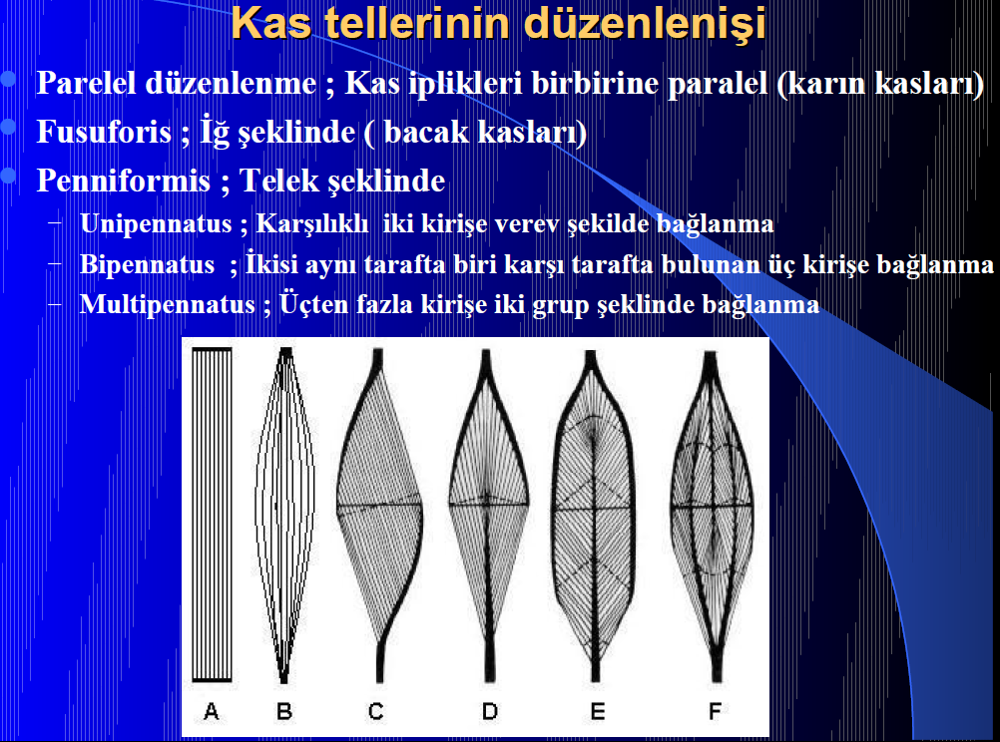 Kas tellerinin düzenlenişi
Parelel düzenlenme ; Kas iplikleri birbirine paralel (karın kasları)
Fusuforis ; İğ şeklinde ( bacak kasları)
Penniformis ; Telek şeklinde
– Unipennatus ; Karşılıklı iki kirişe verev şekilde bağlanma
– Bipennatus ; İkisi aynı tarafta biri karşı tarafta bulunan üç kirişe bağlanma
– Multipennatus ; Üçten fazla kirişe iki grup şeklinde bağlanma
A B C D E F